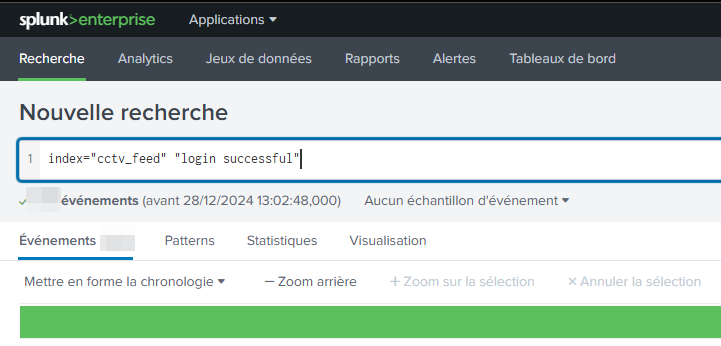 splunk>enterprise Applications
Recherche Analytics Jeux de données Rapports Alertes Tableaux de bord
Nouvelle recherche
1 index="cctv_feed" "login successful"
événements (avant 28/12/2024 13:02:48,000) Aucun échantillon d'événement
Événements Patterns Statistiques Visualisation
Mettre en forme la chronologie — Zoom arrière + Zoom sur la sélection × Annuler la sélection